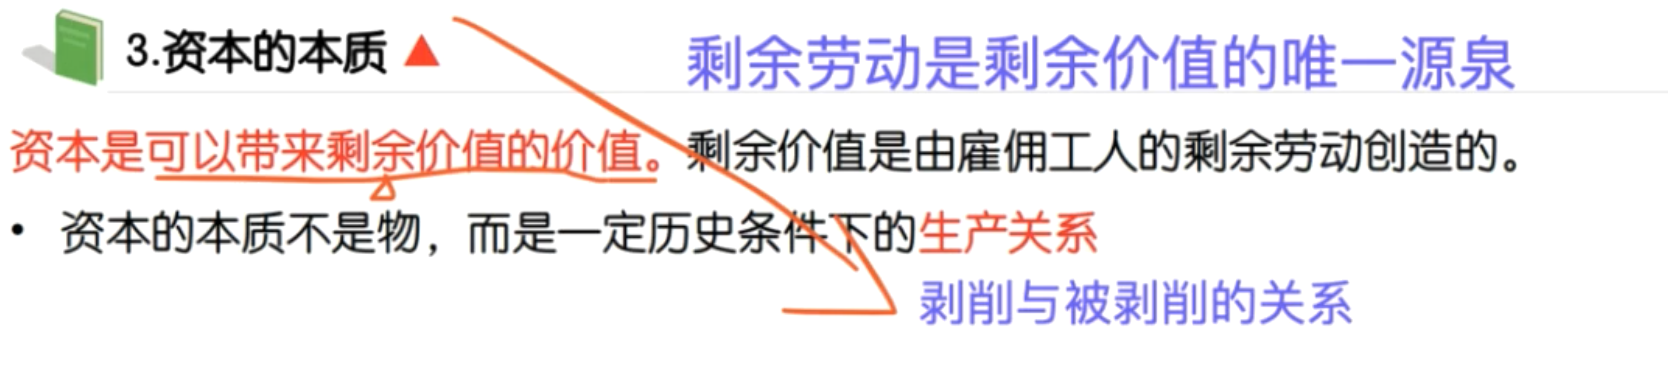 3.资本的本质
剩余劳动是剩余价值的唯一源泉
资本是可以带来剩余价值的价值。剩余价值是由雇佣工人的剩余劳动创造的。
• 资本的本质不是物，而是一定历史条件下的生产关系
剥削与被剥削的关系